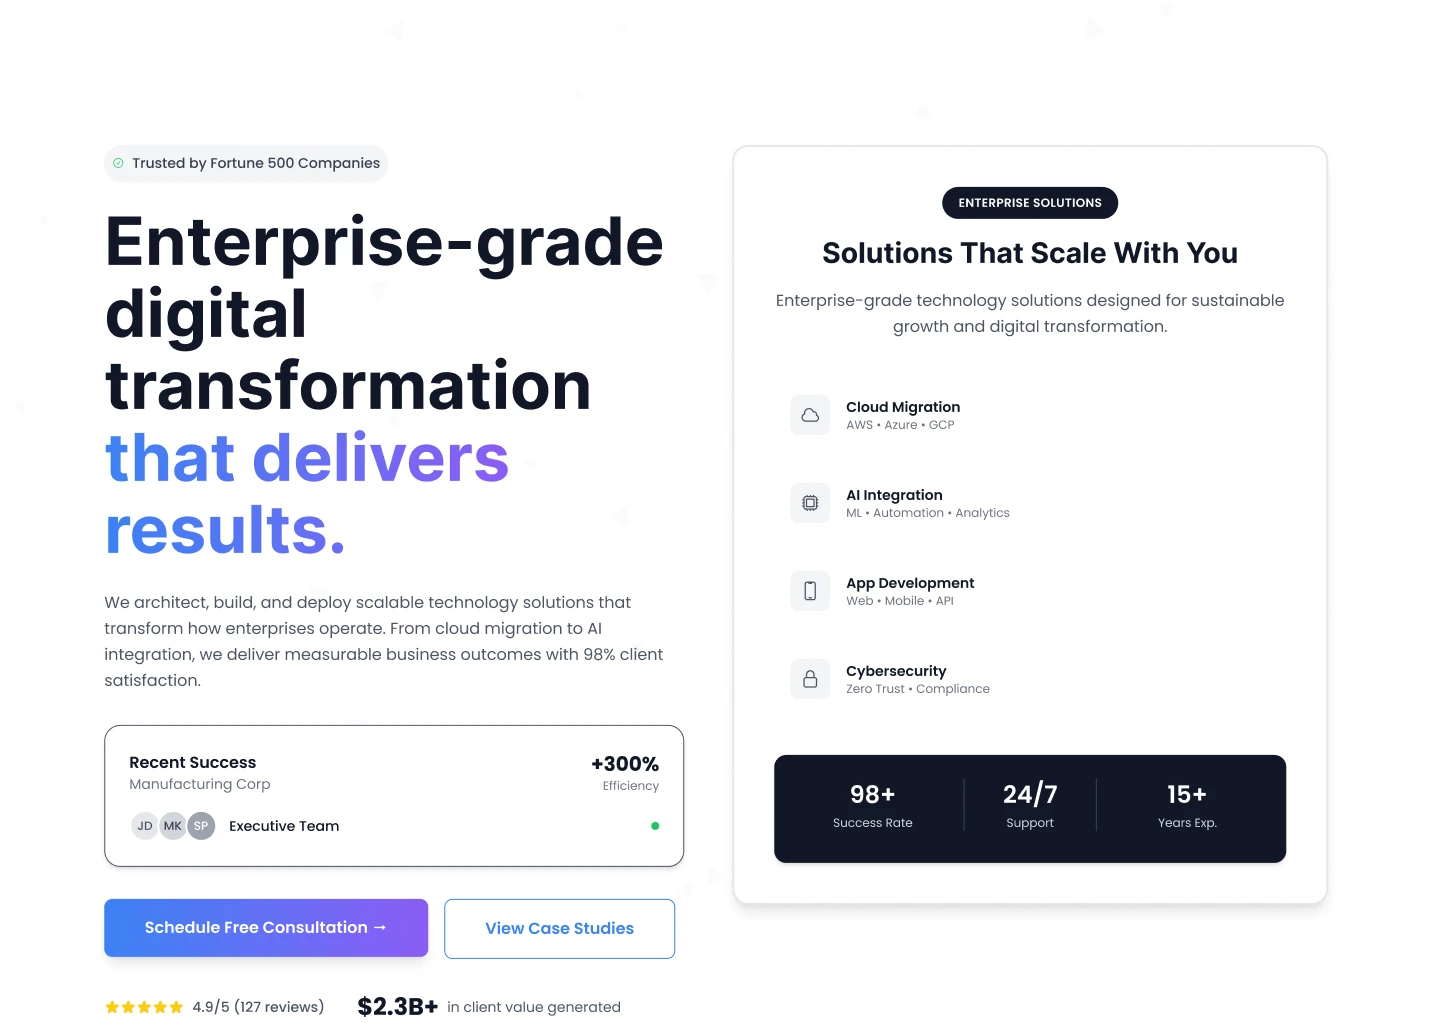 Trusted by Fortune 500 Companies
Enterprise-grade
digital
transformation
that delivers
results.
We architect, build, and deploy scalable technology solutions that
transform how enterprises operate. From cloud migration to AI
integration, we deliver measurable business outcomes with 98% client
satisfaction.
Recent Success
Manufacturing Corp
+300%
Efficiency
JD MK SP Executive Team
Schedule Free Consultation →
View Case Studies
4.9/5 (127 reviews)
$2.3B+ in client value generated
ENTERPRISE SOLUTIONS
Solutions That Scale With You
Enterprise-grade technology solutions designed for sustainable
growth and digital transformation.
Cloud Migration
AWS • Azure • GCP
AI Integration
ML • Automation • Analytics
App Development
Web • Mobile • API
Cybersecurity
Zero Trust • Compliance
98+
Success Rate
24/7
Support
15+
Years Exp.